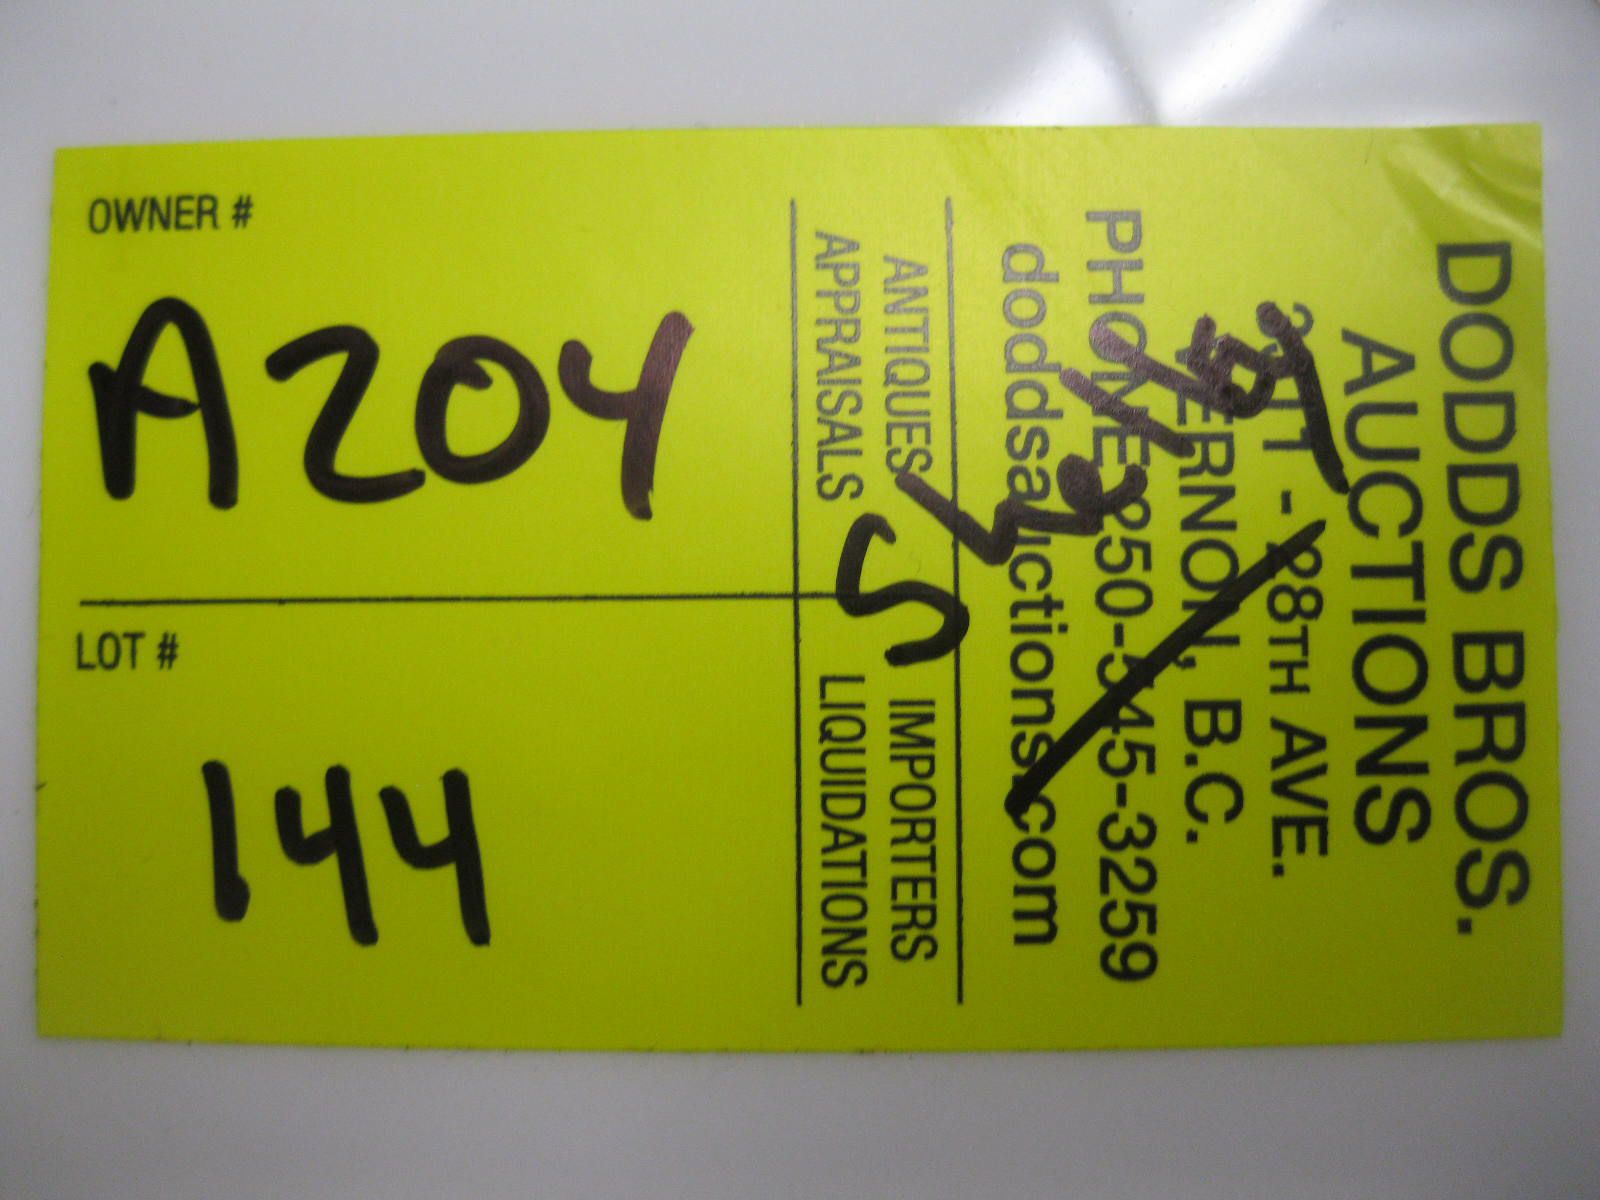 OWNER #
A204
LOT #
144
DODDS BROS.
AUCTIONS
28TH AVE.
VERNON, B.C.
PHONE 250-545-3259
doddsauctions.com
ANTIQUES IMPORTERS
APPRAISALS LIQUIDATIONS